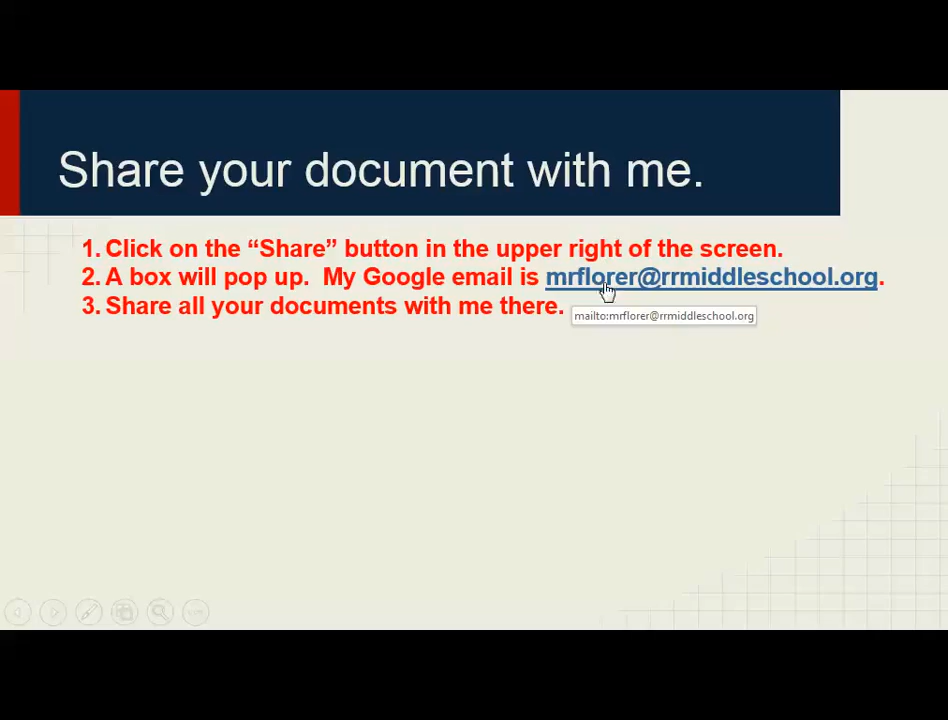 Share your document with me.
1. Click on the “Share” button in the upper right of the screen.
2. A box will pop up.  My Google email is mrflorer@rrmiddleschool.org.
3. Share all your documents with me there.
mailto:mrflorer@rrmiddleschool.org